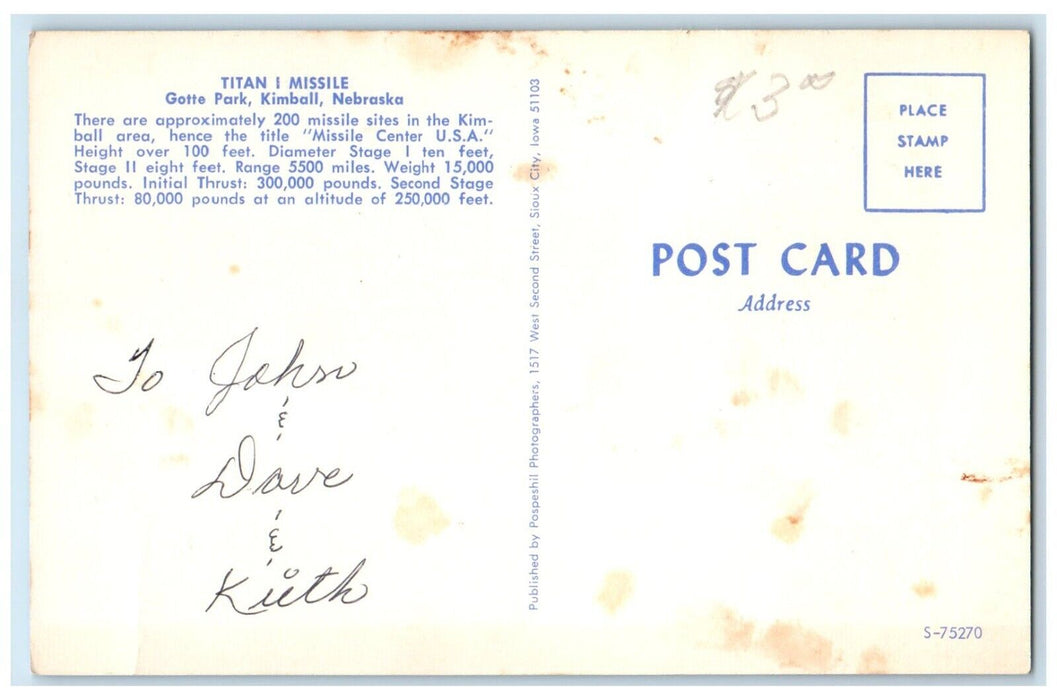 TITAN I MISSILE
Gotte Park, Kimball, Nebraska
There are approximately 200 missile sites in the Kim-
ball area, hence the title "Missile Center U.S.A."
Height over 100 feet. Diameter Stage I ten feet,
Stage II eight feet. Range 5500 miles. Weight 15,000
pounds. Initial Thrust: 300,000 pounds. Second Stage
Thrust: 80,000 pounds at an altitude of 250,000 feet.
To John
&
Dave
&
Keith
Published by Pospeshil Photographers, 1517 West Second Street, Sioux City, Iowa 51103
$3.00
PLACE
STAMP
HERE
POST CARD
Address
S-75270